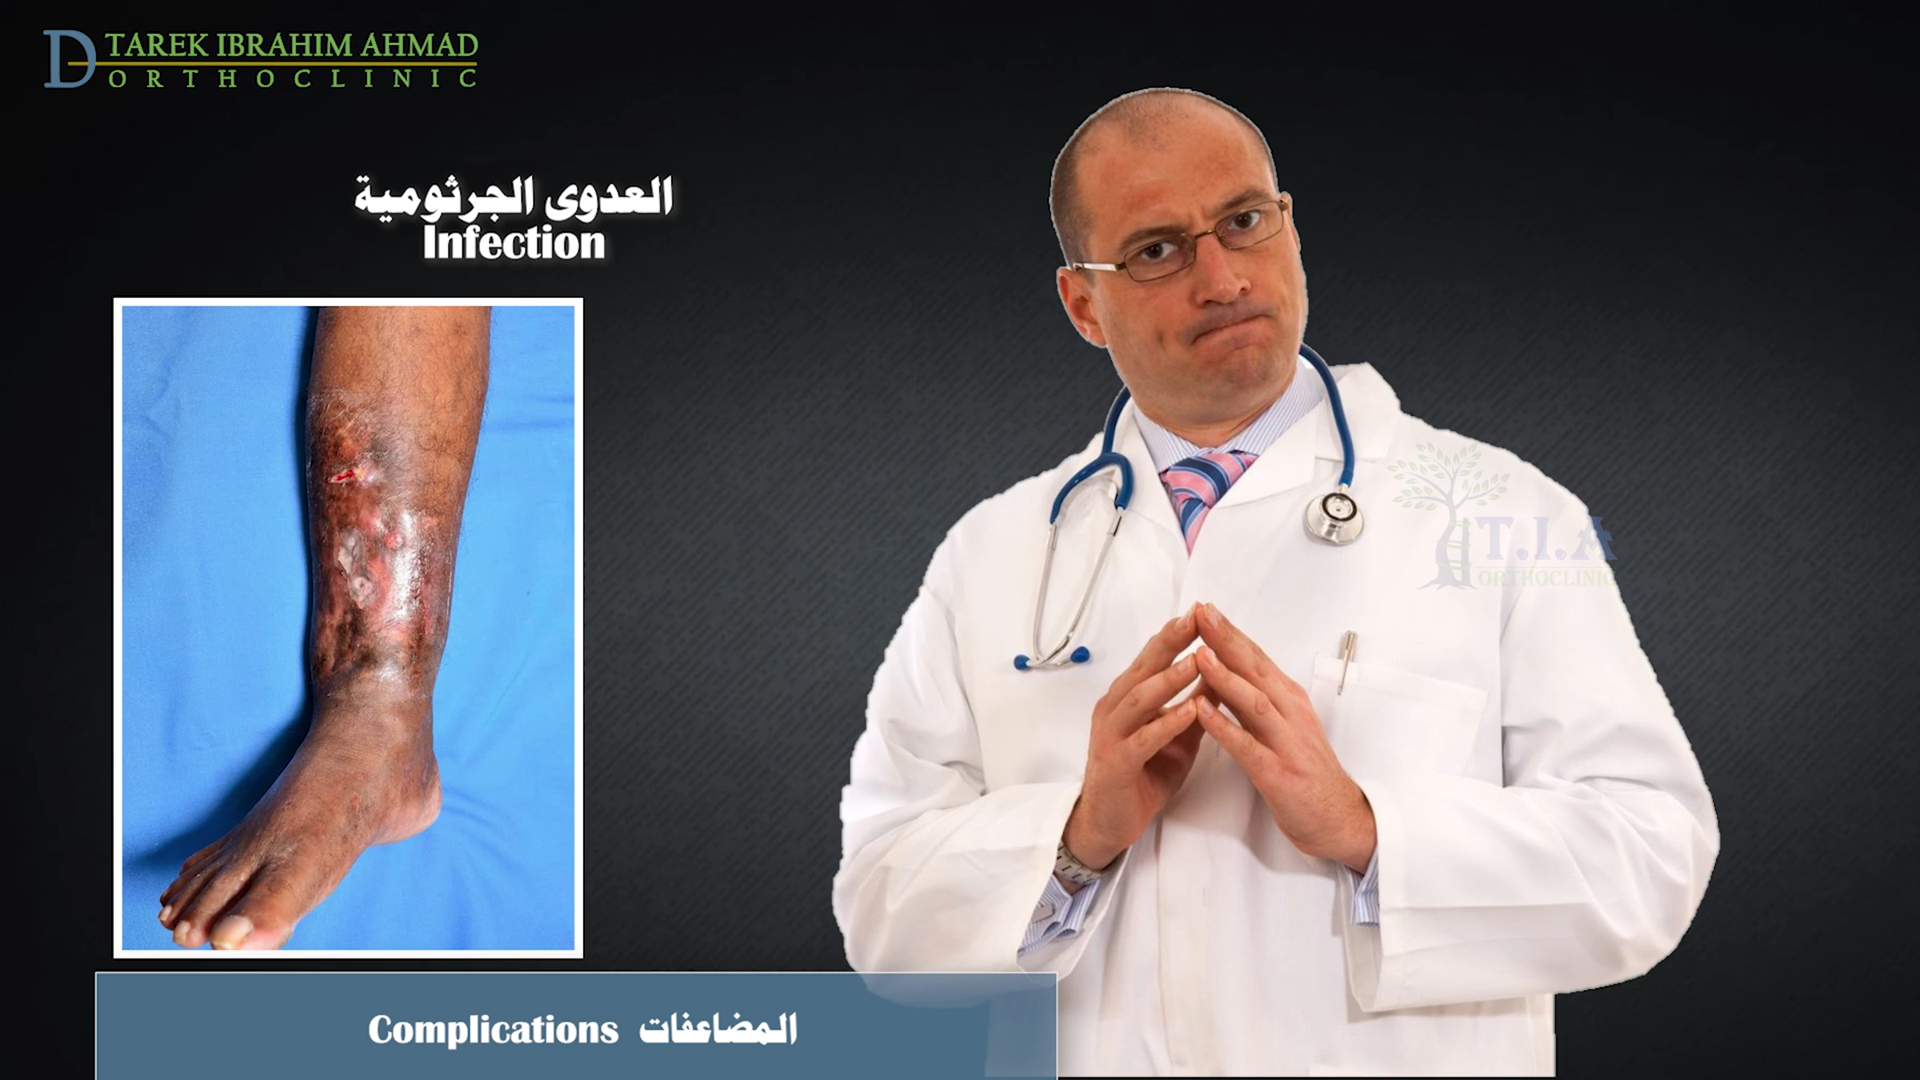 D TAREK IBRAHIM AHMAD
ORTHOCLINIC
العدوى الجرثومية
Infection
T.I.A
ORTHOCLINIC
Complications المضاعفات